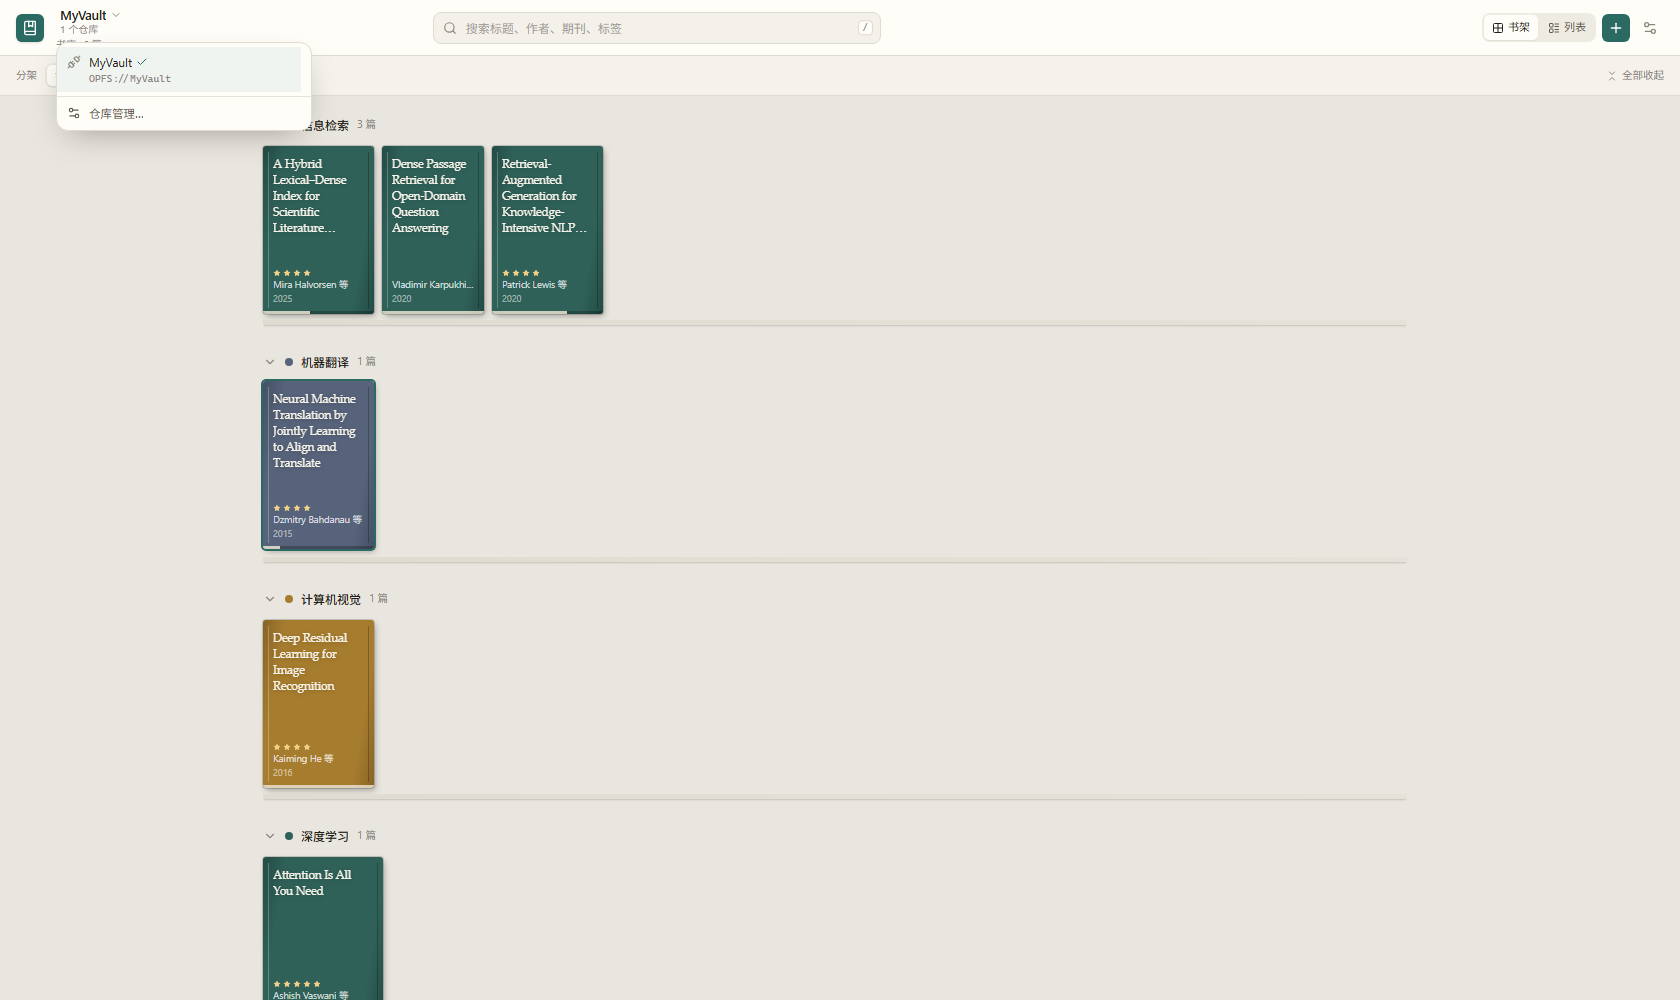 MyVault
1 个仓库
搜索标题、作者、期刊、标签
/
书架
列表
MyVault
OPFS://MyVault
仓库管理...
分架
全部收起
信息检索 3 篇
A Hybrid
Lexical–Dense
Index for
Scientific
Literature…
Mira Halvorsen 等
2025
Dense Passage
Retrieval for
Open-Domain
Question
Answering
Vladimir Karpukhi...
2020
Retrieval-
Augmented
Generation for
Knowledge-
Intensive NLP…
Patrick Lewis 等
2020
机器翻译 1 篇
Neural Machine
Translation by
Jointly Learning
to Align and
Translate
Dzmitry Bahdanau 等
2015
计算机视觉 1 篇
Deep Residual
Learning for
Image
Recognition
Kaiming He 等
2016
深度学习 1 篇
Attention Is All
You Need
Ashish Vaswani 等